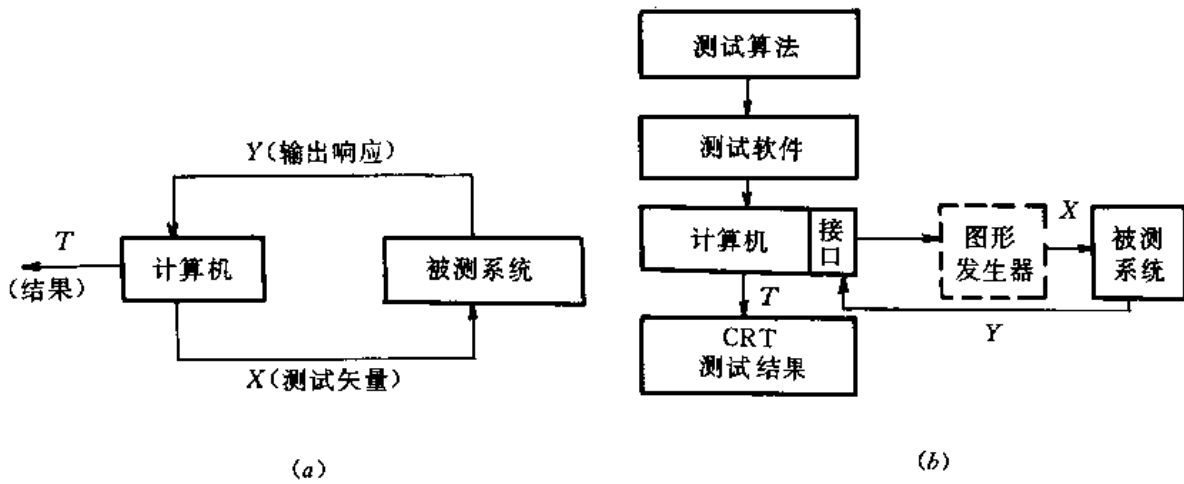 Y(输出响应)
T
(结果)
计算机
被测系统
X(测试矢量)
(a)
测试算法
测试软件
计算机
接
口
图形
发生器
X
被测
系统
T
Y
CRT
测试结果
(b)